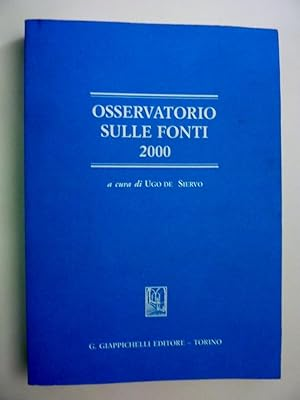 OSSERVATORIO
SULLE FONTI
2000
a cura di UGO DE SIERVO
G. GIAPPICHELLI EDITORE – TORINO